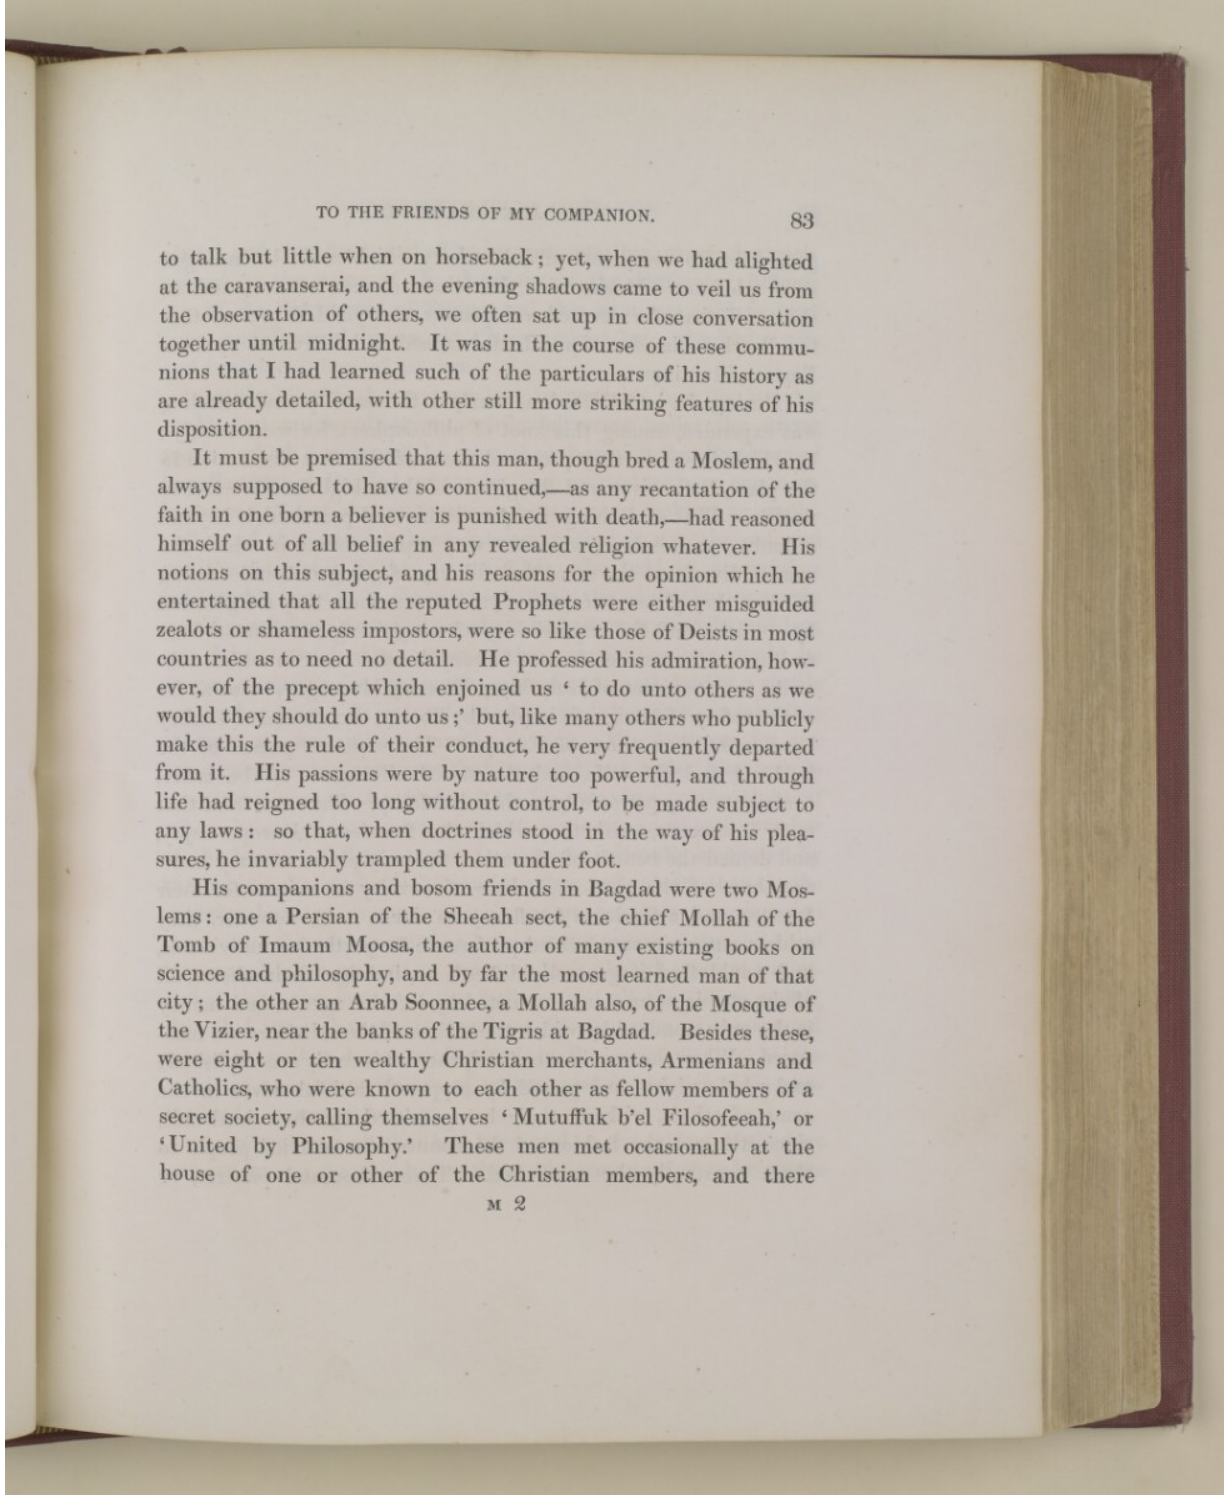 TO THE FRIENDS OF MY COMPANION. 83
to talk but little when on horseback ; yet, when we had alighted
at the caravanserai, and the evening shadows came to veil us from
the observation of others, we often sat up in close conversation
together until midnight. It was in the course of these commu-
nions that I had learned such of the particulars of his history as
are already detailed, with other still more striking features of his
disposition.
It must be premised that this man, though bred a Moslem, and
always supposed to have so continued,—as any recantation of the
faith in one born a believer is punished with death,—had reasoned
himself out of all belief in any revealed religion whatever. His
notions on this subject, and his reasons for the opinion which he
entertained that all the reputed Prophets were either misguided
zealots or shameless impostors, were so like those of Deists in most
countries as to need no detail. He professed his admiration, how-
ever, of the precept which enjoined us ‘ to do unto others as we
would they should do unto us ;’ but, like many others who publicly
make this the rule of their conduct, he very frequently departed
from it. His passions were by nature too powerful, and through
life had reigned too long without control, to be made subject to
any laws : so that, when doctrines stood in the way of his plea-
sures, he invariably trampled them under foot.
His companions and bosom friends in Bagdad were two Mos-
lems : one a Persian of the Sheeah sect, the chief Mollah of the
Tomb of Imaum Moosa, the author of many existing books on
science and philosophy, and by far the most learned man of that
city ; the other an Arab Soonnee, a Mollah also, of the Mosque of
the Vizier, near the banks of the Tigris at Bagdad. Besides these,
were eight or ten wealthy Christian merchants, Armenians and
Catholics, who were known to each other as fellow members of a
secret society, calling themselves ‘ Mutuffuk b’el Filosofeeah,’ or
‘United by Philosophy.’ These men met occasionally at the
house of one or other of the Christian members, and there
M 2